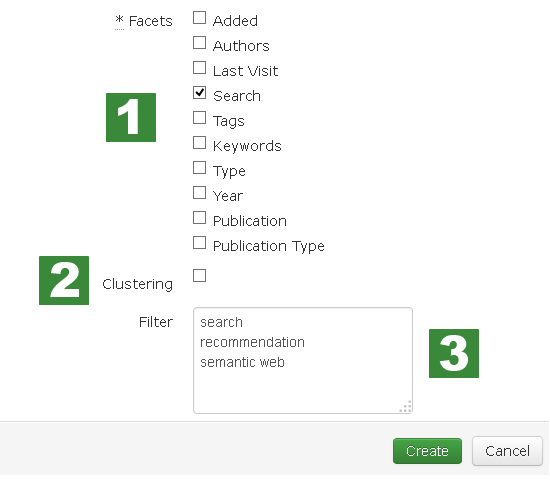 * Facets
Added
Authors
Last Visit
Search
1
Tags
Keywords
Type
Year
Publication
Publication Type
2
Clustering
Filter
search
recommendation
semantic web
3
Create
Cancel